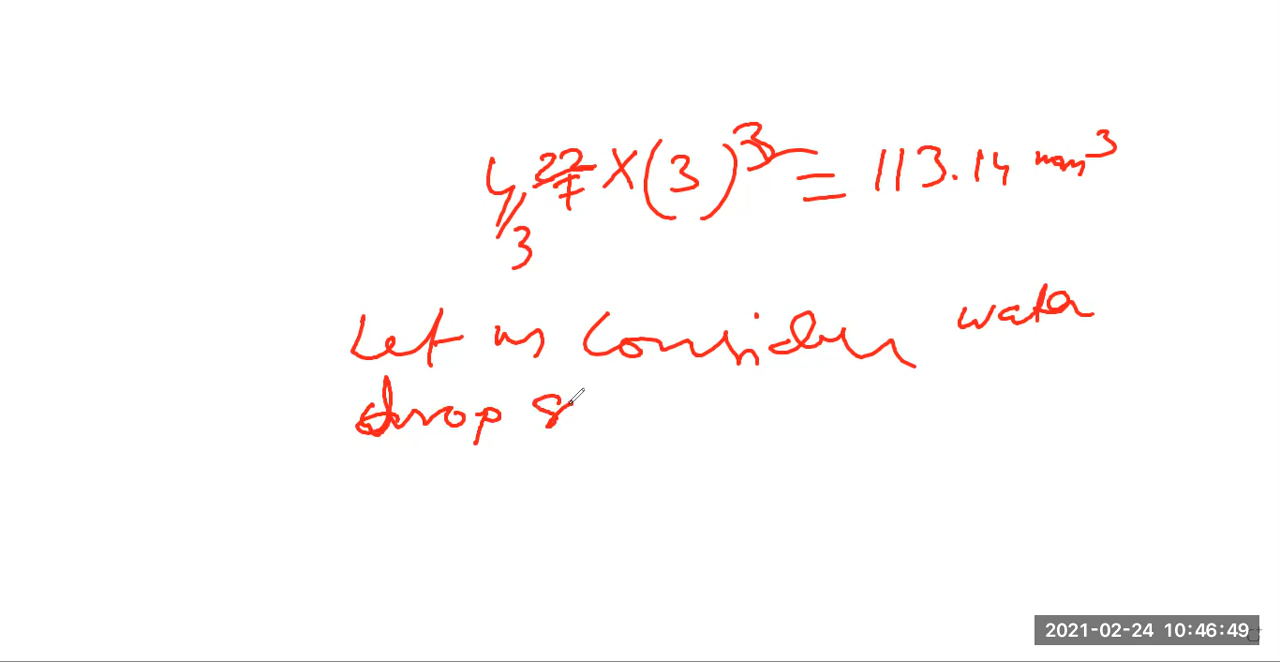 4/3 22/7 X (3)^3 = 113.14 mm^3
Let us consider water
drop 8
2021-02-24 10:46:49